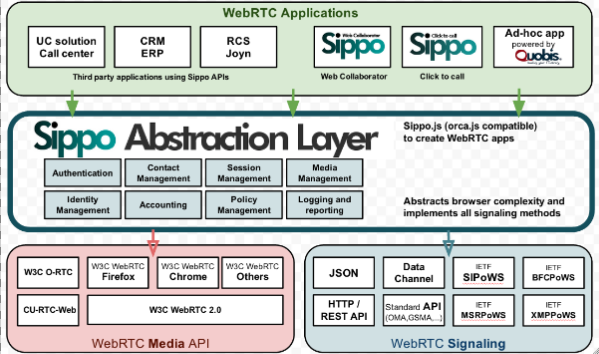 WebRTC Applications
UC solution
Call center
CRM
ERP
RCS
Joyn
Third party applications using Sippo APIs
Web Collaborator
Sippo
Web Collaborator
Click to call
Sippo
Click to call
Ad-hoc app
powered by
Quobis
Sippo Abstraction Layer
Sippo.js (orca.js compatible)
to create WebRTC apps
Authentication
Contact
Management
Session
Management
Media
Management
Identity
Management
Accounting
Policy
Management
Logging and
reporting
Abstracts browser complexity and
implements all signaling methods
W3C O-RTC
W3C WebRTC
Firefox
W3C WebRTC
Chrome
W3C WebRTC
Others
CU-RTC-Web
W3C WebRTC 2.0
WebRTC Media API
JSON
Data
Channel
IETF
SIPoWS
IETF
BFCPoWS
HTTP /
REST API
Standard API
(OMA,GSMA,...)
IETF
MSRPoWS
IETF
XMPPoWS
WebRTC Signaling